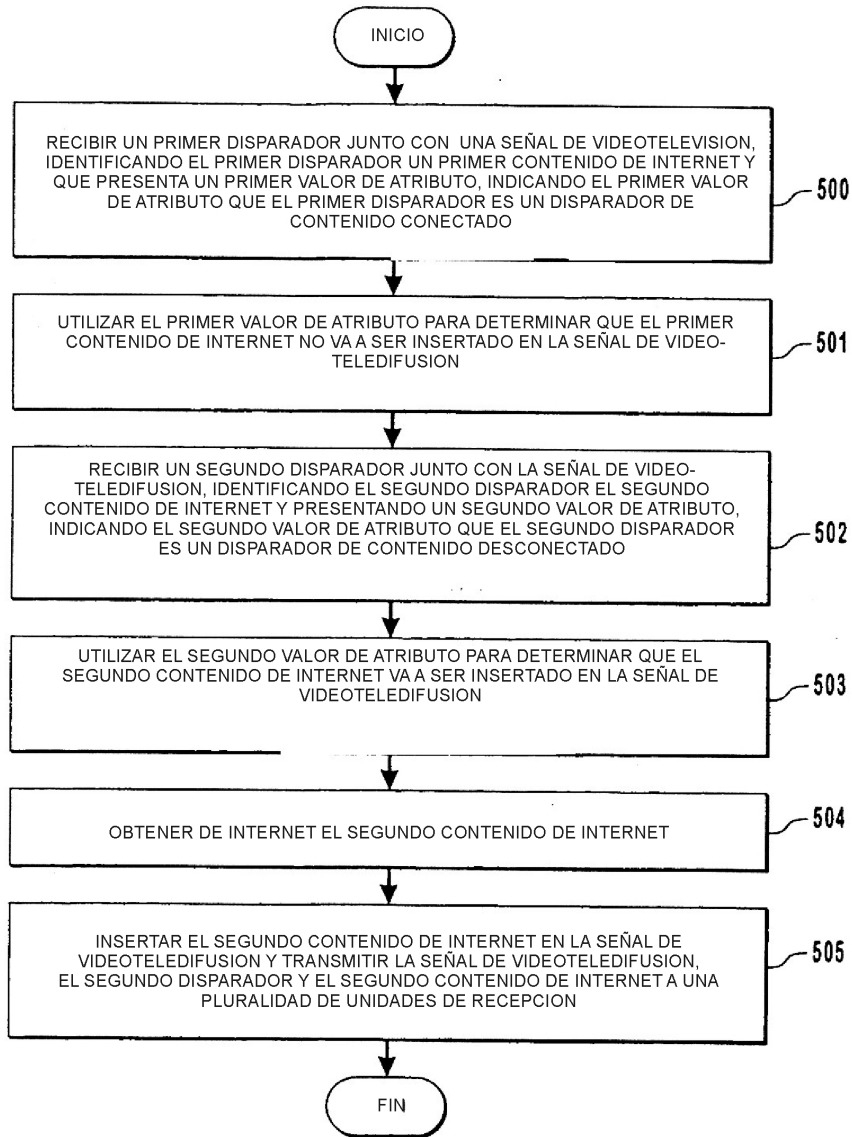 INICIO
RECIBIR UN PRIMER DISPARADOR JUNTO CON UNA SEÑAL DE VIDEOTELEVISION,
IDENTIFICANDO EL PRIMER DISPARADOR UN PRIMER CONTENIDO DE INTERNET Y
QUE PRESENTA UN PRIMER VALOR DE ATRIBUTO, INDICANDO EL PRIMER VALOR
DE ATRIBUTO QUE EL PRIMER DISPARADOR ES UN DISPARADOR DE
CONTENIDO CONECTADO
500
UTILIZAR EL PRIMER VALOR DE ATRIBUTO PARA DETERMINAR QUE EL PRIMER
CONTENIDO DE INTERNET NO VA A SER INSERTADO EN LA SEÑAL DE VIDEO-
TELEDIFUSION
501
RECIBIR UN SEGUNDO DISPARADOR JUNTO CON LA SEÑAL DE VIDEO-
TELEDIFUSION, IDENTIFICANDO EL SEGUNDO DISPARADOR EL SEGUNDO
CONTENIDO DE INTERNET Y PRESENTANDO UN SEGUNDO VALOR DE ATRIBUTO,
INDICANDO EL SEGUNDO VALOR DE ATRIBUTO QUE EL SEGUNDO DISPARADOR
ES UN DISPARADOR DE CONTENIDO DESCONECTADO
502
UTILIZAR EL SEGUNDO VALOR DE ATRIBUTO PARA DETERMINAR QUE EL
SEGUNDO CONTENIDO DE INTERNET VA A SER INSERTADO EN LA SEÑAL DE
VIDEOTELEDIFUSION
503
OBTENER DE INTERNET EL SEGUNDO CONTENIDO DE INTERNET
504
INSERTAR EL SEGUNDO CONTENIDO DE INTERNET EN LA SEÑAL DE
VIDEOTELEDIFUSION Y TRANSMITIR LA SEÑAL DE VIDEOTELEDIFUSION,
EL SEGUNDO DISPARADOR Y EL SEGUNDO CONTENIDO DE INTERNET A UNA
PLURALIDAD DE UNIDADES DE RECEPCION
505
FIN